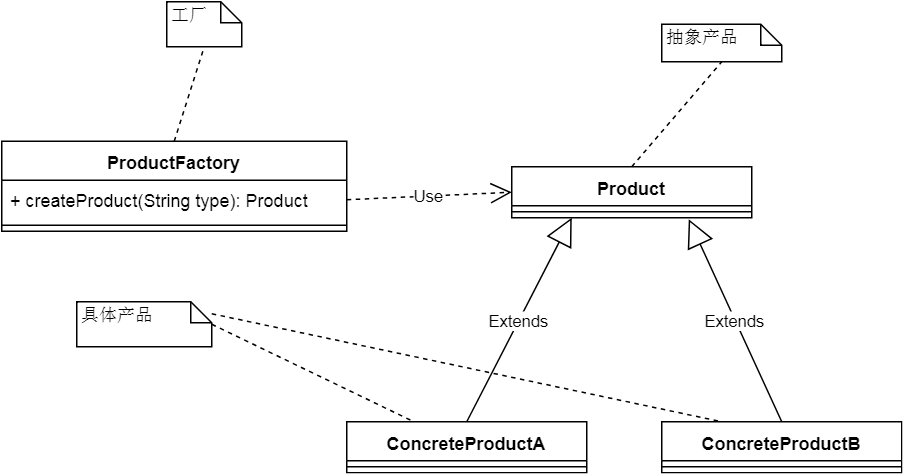 工厂
抽象产品
ProductFactory
+ createProduct(String type): Product
Use
Product
具体产品
Extends
Extends
ConcreteProductA
ConcreteProductB